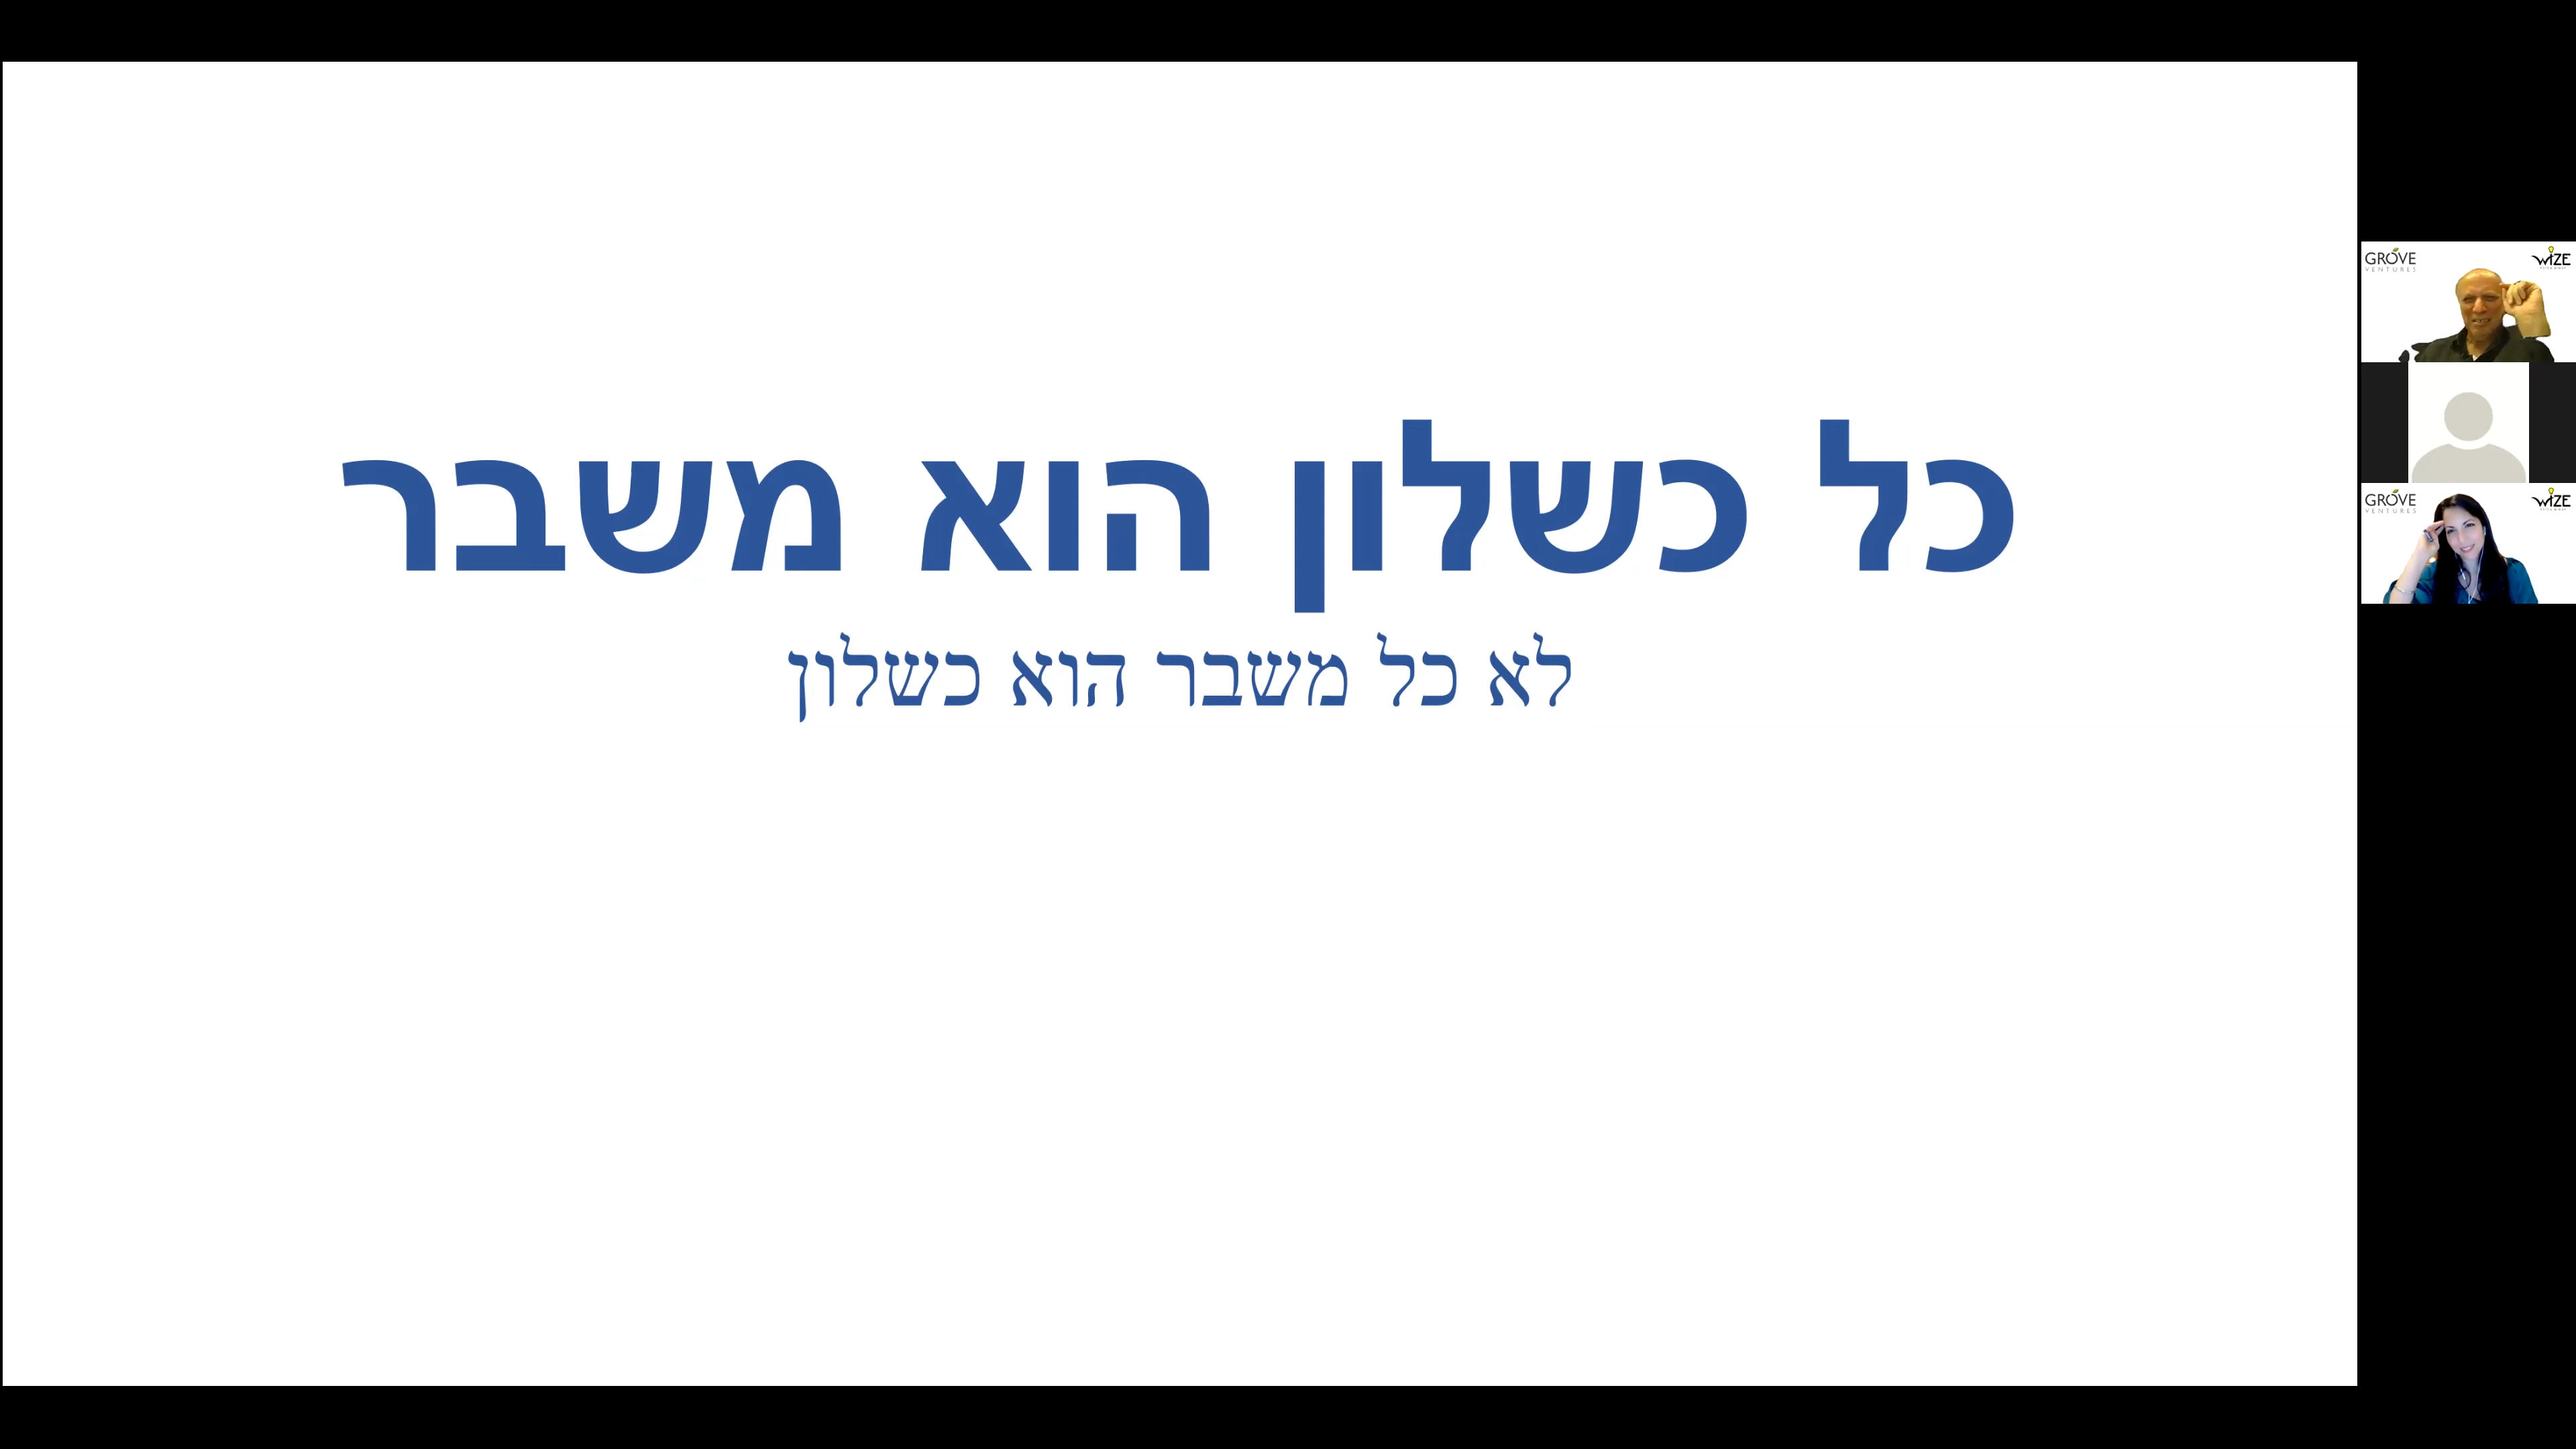 כל כשלון הוא משבר
לא כל משבר הוא כשלון
GROVE
VENTURES
WIZE
GROVE
VENTURES
WIZE